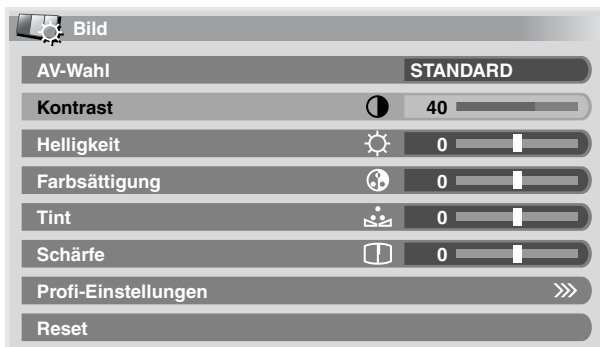 Bild
AV-Wahl STANDARD
Kontrast 40
Helligkeit 0
Farbsättigung 0
Tint 0
Schärfe 0
Profi-Einstellungen
Reset